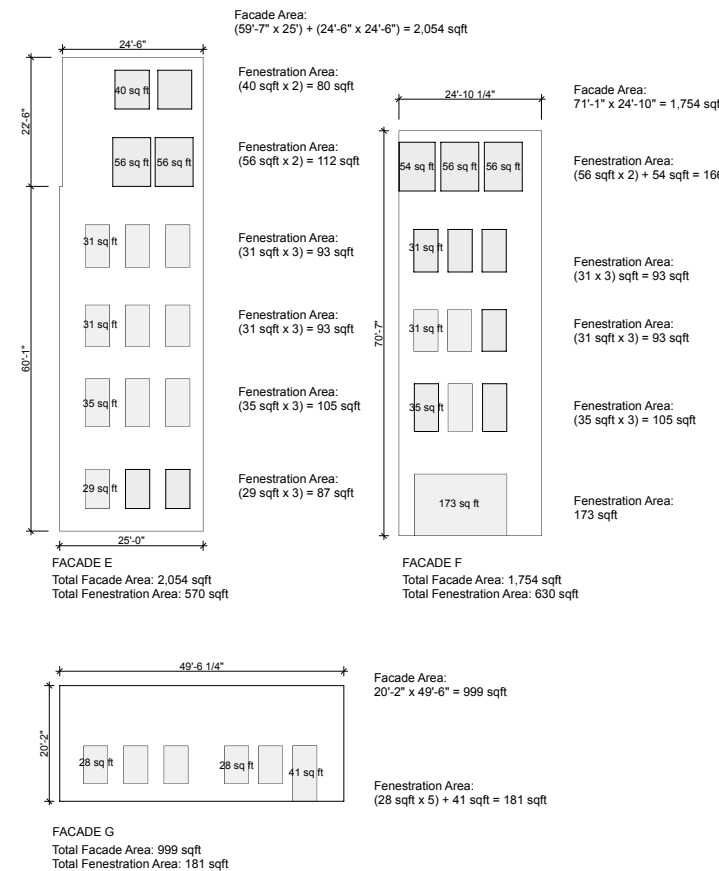 Facade Area:
(59'-7" x 25') + (24'-6" x 24'-6") = 2,054 sqft
24'-6"
22'-6"
60'-1"
40 sq ft
Fenestration Area:
(40 sqft x 2) = 80 sqft
56 sq ft 56 sq ft
Fenestration Area:
(56 sqft x 2) = 112 sqft
31 sq ft
Fenestration Area:
(31 sqft x 3) = 93 sqft
31 sq ft
Fenestration Area:
(31 sqft x 3) = 93 sqft
35 sq ft
Fenestration Area:
(35 sqft x 3) = 105 sqft
29 sq ft
Fenestration Area:
(29 sqft x 3) = 87 sqft
25'-0"
FACADE E
Total Facade Area: 2,054 sqft
Total Fenestration Area: 570 sqft
24'-10 1/4"
70'-7"
Facade Area:
71'-1" x 24'-10" = 1,754 sqf
54 sq ft 56 sq ft 56 sq ft
Fenestration Area:
(56 sqft x 2) + 54 sqft = 166
31 sq ft
Fenestration Area:
(31 x 3) sqft = 93 sqft
31 sq ft
Fenestration Area:
(31 sqft x 3) = 93 sqft
35 sq ft
Fenestration Area:
(35 sqft x 3) = 105 sqft
173 sq ft
Fenestration Area:
173 sqft
FACADE F
Total Facade Area: 1,754 sqft
Total Fenestration Area: 630 sqft
49'-6 1/4"
20'-2"
Facade Area:
20'-2" x 49'-6" = 999 sqft
28 sq ft 28 sq ft 41 sq ft
Fenestration Area:
(28 sqft x 5) + 41 sqft = 181 sqft
FACADE G
Total Facade Area: 999 sqft
Total Fenestration Area: 181 sqft